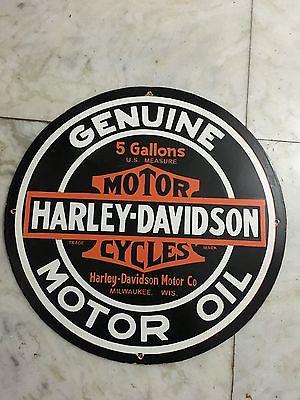 GENUINE
5 Gallons
U.S. MEASURE
MOTOR
HARLEY-DAVIDSON
TRADE MARK
CYCLES
Harley-Davidson Motor Co
MILWAUKEE, WIS.
MOTOR OIL